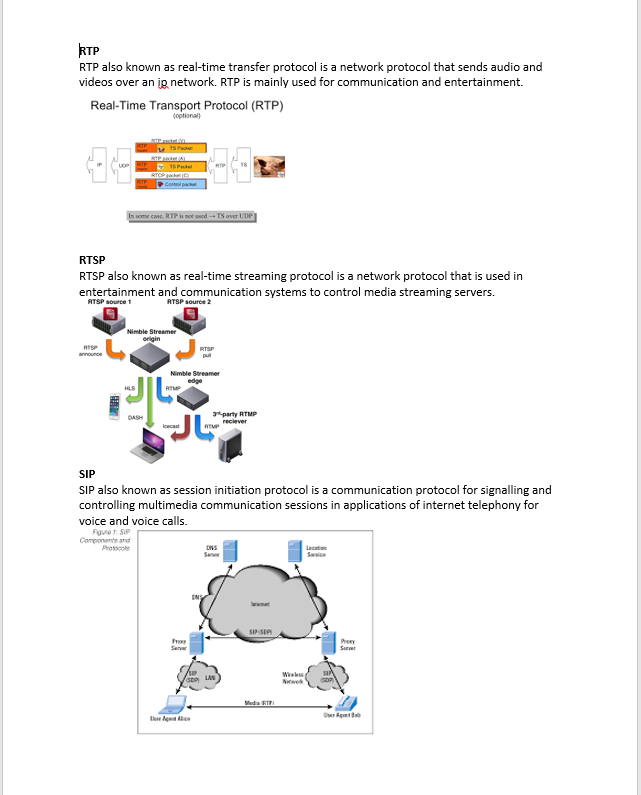 RTP
RTP also known as real-time transfer protocol is a network protocol that sends audio and
videos over an ip network. RTP is mainly used for communication and entertainment.
Real-Time Transport Protocol (RTP)
(optional)
RTP packet (V)
RTP
TS Packet
RTP packet (A)
IP
UDP
RTP
TS Packet
RTP
TS
RTCP packet (C)
RTP
Control packet
In some case, RTP is not used → TS over UDP
RTSP
RTSP also known as real-time streaming protocol is a network protocol that is used in
entertainment and communication systems to control media streaming servers.
RTSP source 1
RTSP source 2
Nimble Streamer
origin
RTSP
announce
RTSP
pull
Nimble Streamer
edge
HLS
RTMP
DASH
3rd-party RTMP
reciever
Icecast
RTMP
SIP
SIP also known as session initiation protocol is a communication protocol for signalling and
controlling multimedia communication sessions in applications of internet telephony for
voice and voice calls.
Figure 1: SIP
Components and
Protocols
DNS
Server
Location
Service
DNS
Internet
SIP (SDP)
Proxy
Server
Proxy
Server
SIP
(SDP)
LAN
Wireless
Network
SIP
(SDP)
Media (RTP)
User Agent Alice
User Agent Bob